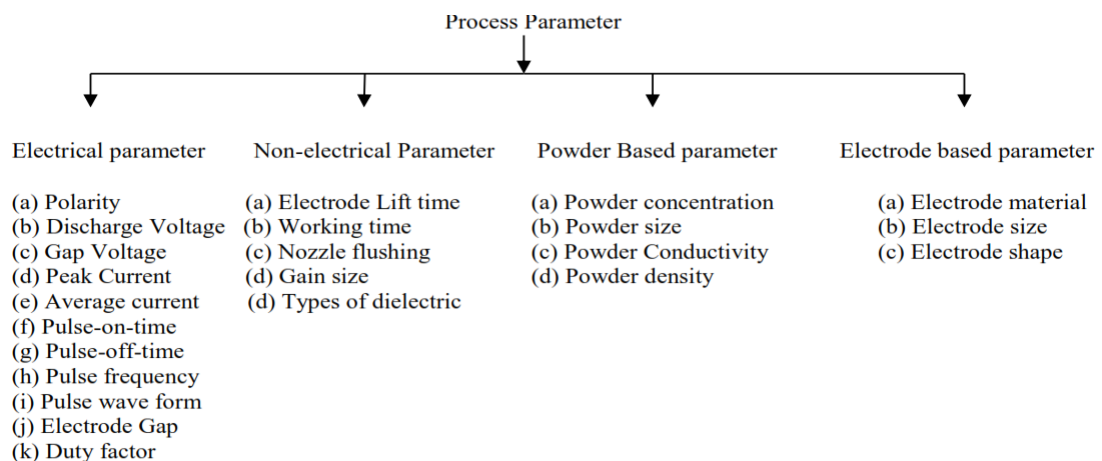 Process Parameter
Electrical parameter
(a) Polarity
(b) Discharge Voltage
(c) Gap Voltage
(d) Peak Current
(e) Average current
(f) Pulse-on-time
(g) Pulse-off-time
(h) Pulse frequency
(i) Pulse wave form
(j) Electrode Gap
(k) Duty factor
Non-electrical Parameter
(a) Electrode Lift time
(b) Working time
(c) Nozzle flushing
(d) Gain size
(d) Types of dielectric
Powder Based parameter
(a) Powder concentration
(b) Powder size
(c) Powder Conductivity
(d) Powder density
Electrode based parameter
(a) Electrode material
(b) Electrode size
(c) Electrode shape